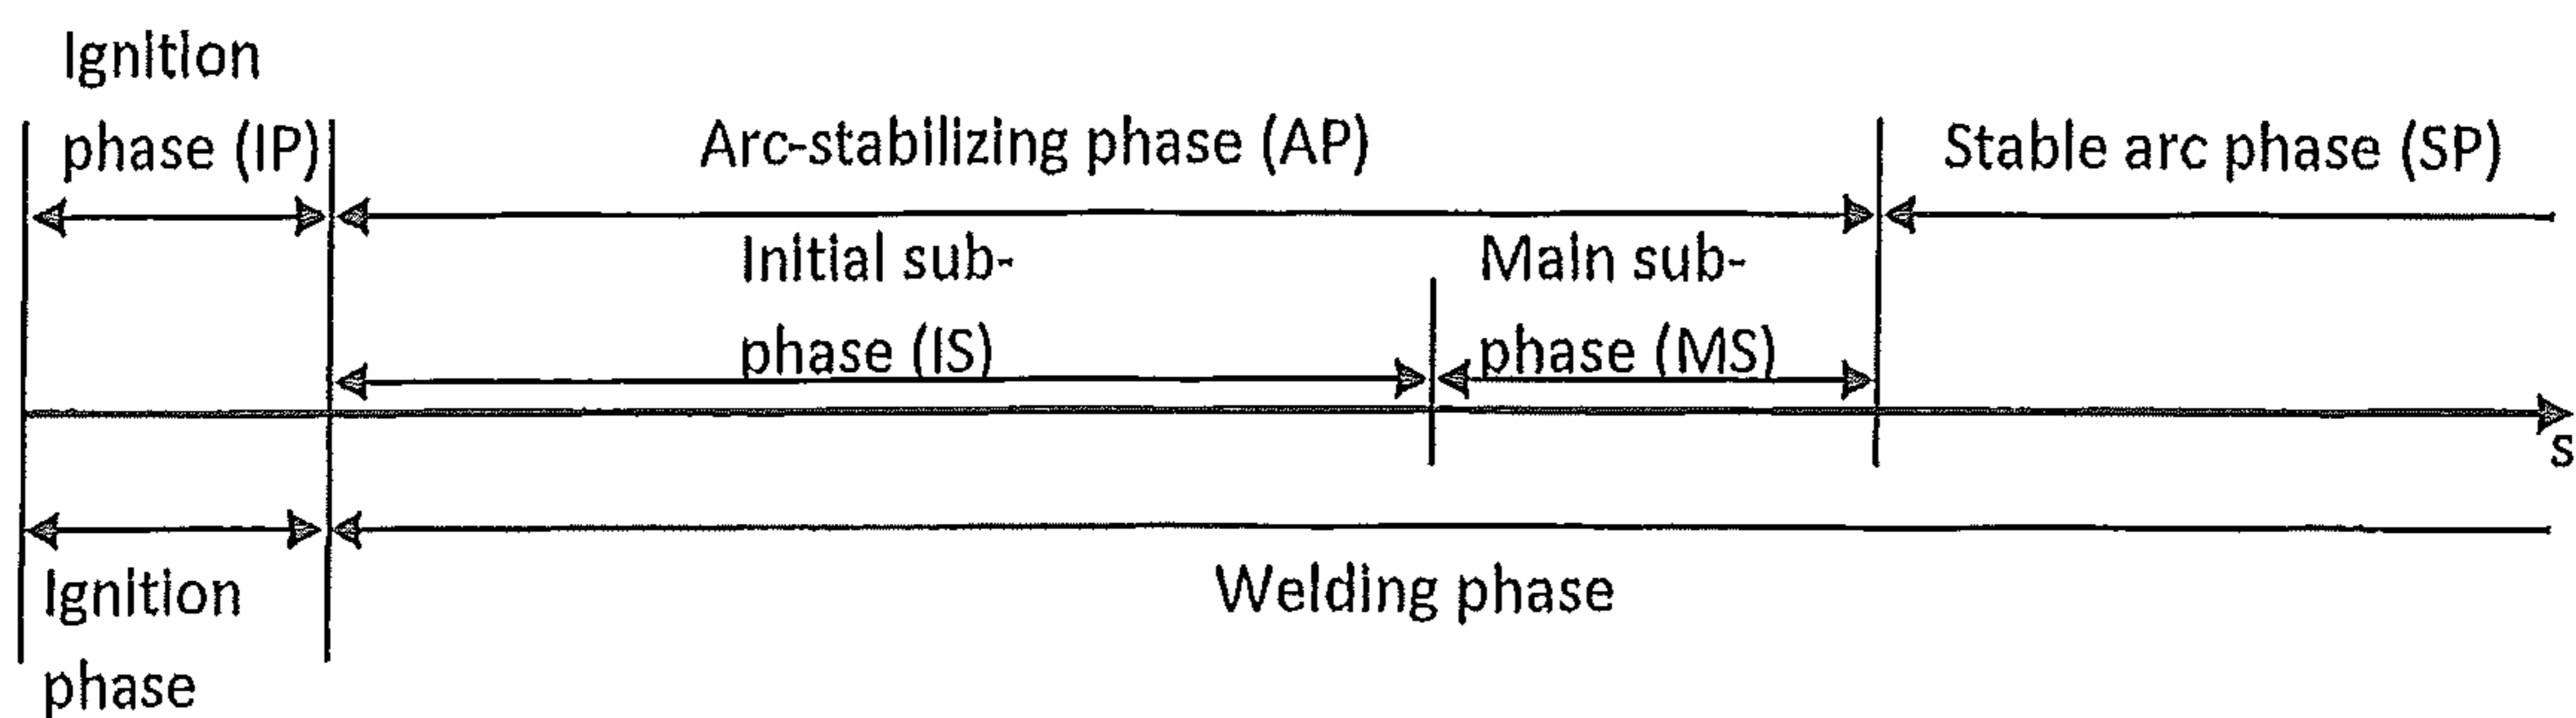 Ignition
phase (IP)
Arc-stabilizing phase (AP)
Stable arc phase (SP)
Initial sub-
phase (IS)
Main sub-
phase (MS)
s
Ignition
phase
Welding phase